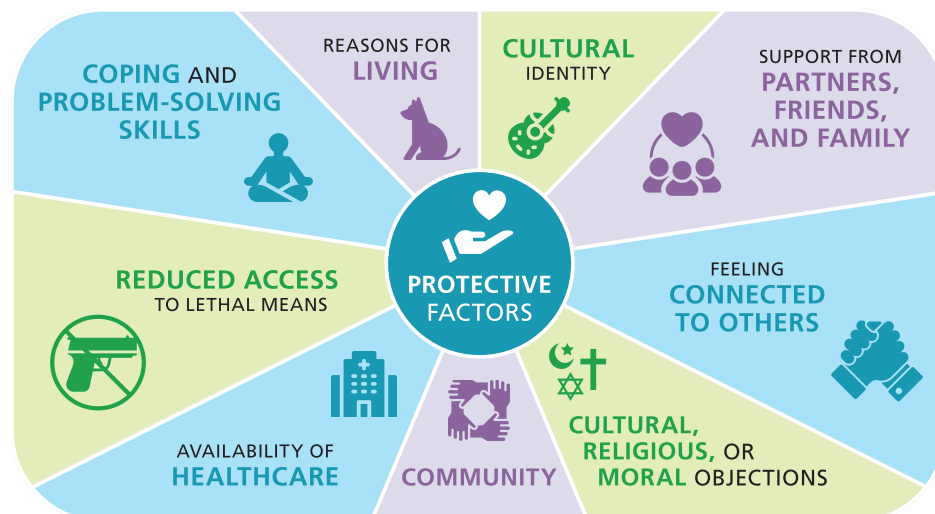 COPING AND
PROBLEM-SOLVING
SKILLS
REASONS FOR
LIVING
CULTURAL
IDENTITY
SUPPORT FROM
PARTNERS,
FRIENDS,
AND FAMILY
REDUCED ACCESS
TO LETHAL MEANS
PROTECTIVE
FACTORS
FEELING
CONNECTED
TO OTHERS
AVAILABILITY OF
HEALTHCARE
COMMUNITY
CULTURAL,
RELIGIOUS, OR
MORAL OBJECTIONS